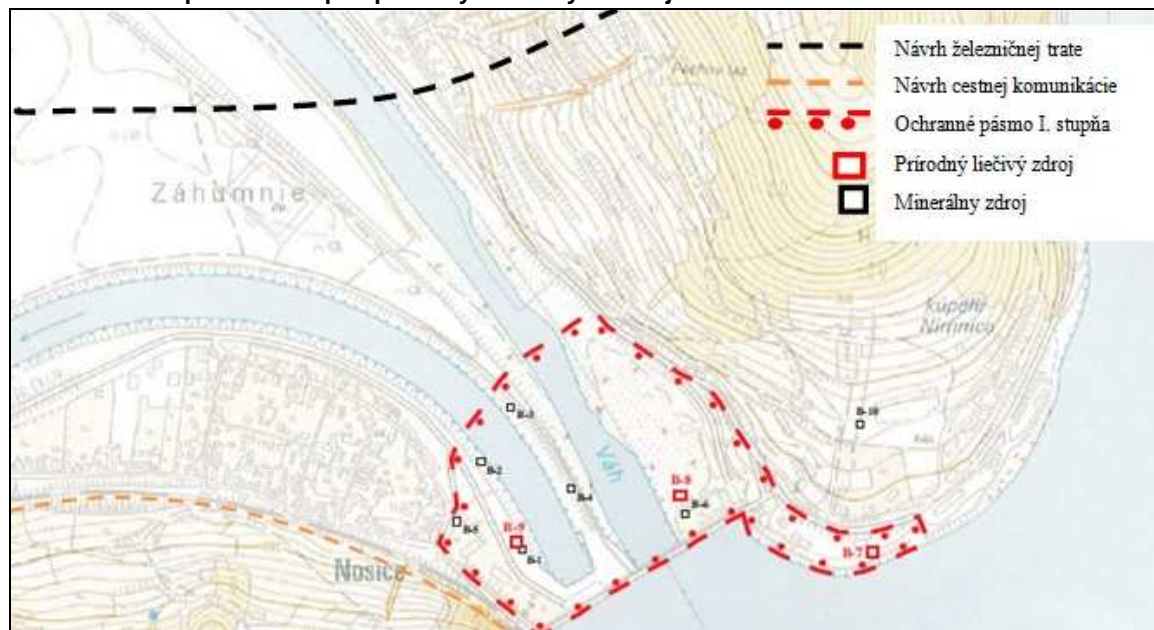 Návrh železničnej trate
Návrh cestnej komunikácie
Ochranné pásmo I. stupňa
Prírodný liečivý zdroj
Minerálny zdroj
Záhumnie
kúpele
Nimnica
B-10
B-3
B-2
Váh
B-4
B-8
B-6
B-5
B-9
B-1
B-7
Nosice